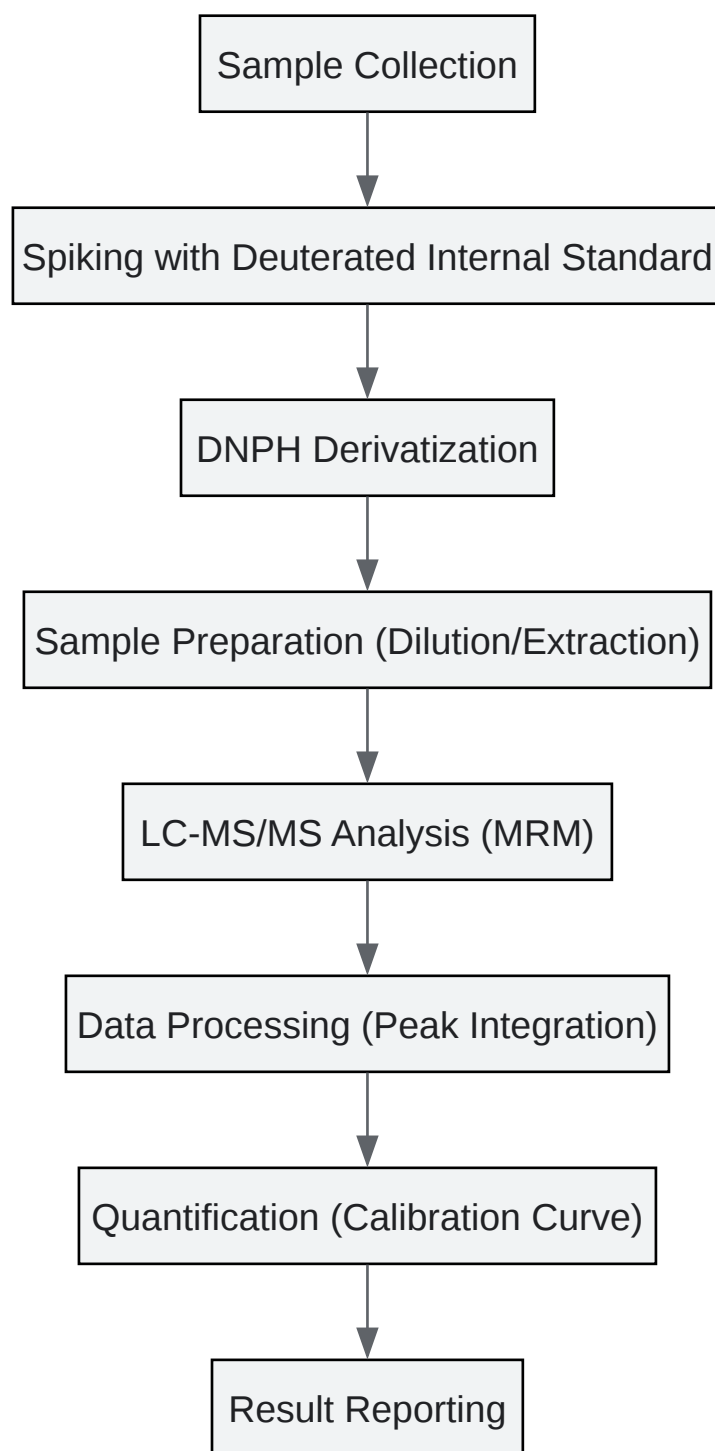 Sample Collection
Spiking with Deuterated Internal Standard
DNPH Derivatization
Sample Preparation (Dilution/Extraction)
LC-MS/MS Analysis (MRM)
Data Processing (Peak Integration)
Quantification (Calibration Curve)
Result Reporting